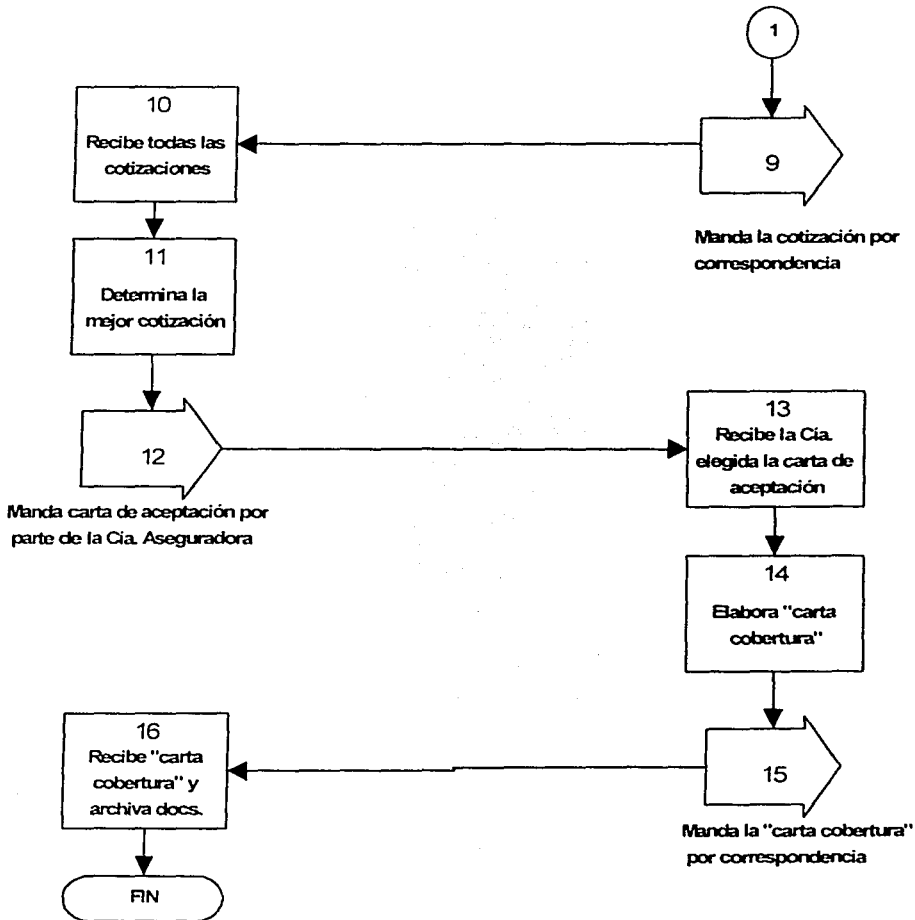 1
9
Manda la cotización por
correspondencia
10
Recibe todas las
cotizaciones
11
Determina la
mejor cotización
12
Manda carta de aceptación por
parte de la Cía. Aseguradora
13
Recibe la Cía.
elegida la carta de
aceptación
14
Elabora "carta
cobertura"
15
Manda la "carta cobertura"
por correspondencia
16
Recibe "carta
cobertura" y
archiva docs.
FIN